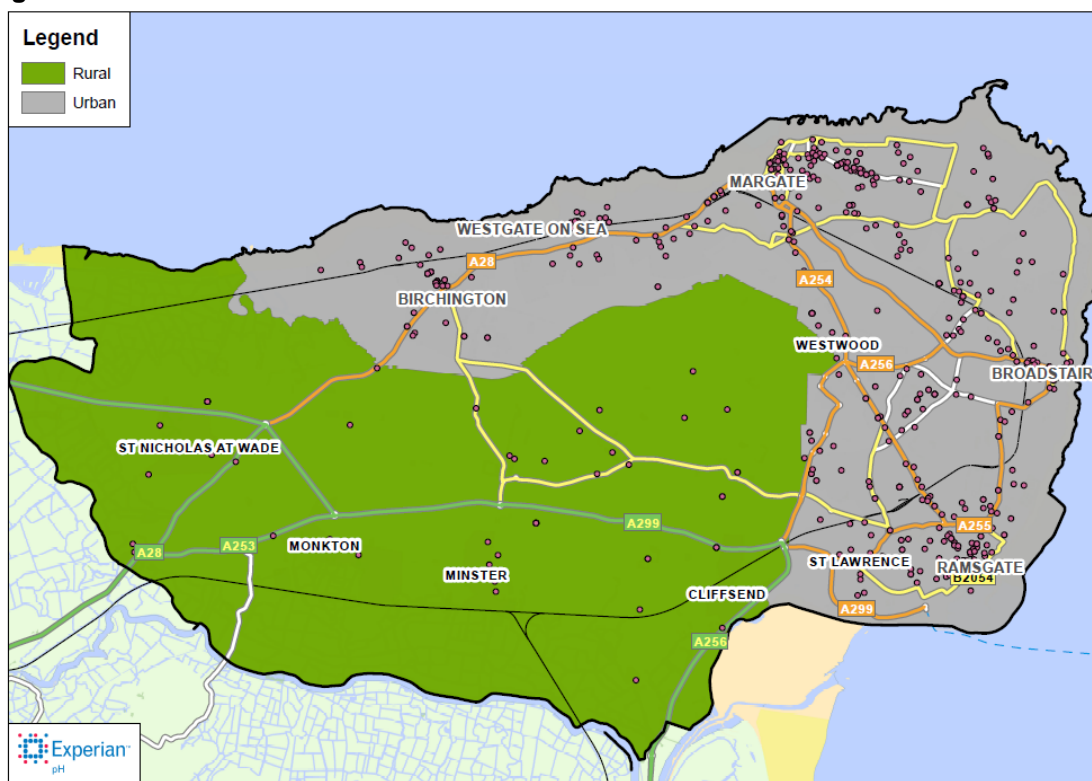 Legend
Rural
Urban
MARGATE
WESTGATE ON SEA
A28
BIRCHINGTON
A254
WESTWOOD
A256
BROADSTAIR
ST NICHOLAS AT WADE
A299
A255
A28
A253
MONKTON
MINSTER
ST LAWRENCE
RAMSGATE
B2054
CLIFFSEND
A299
A256
Experian
pH